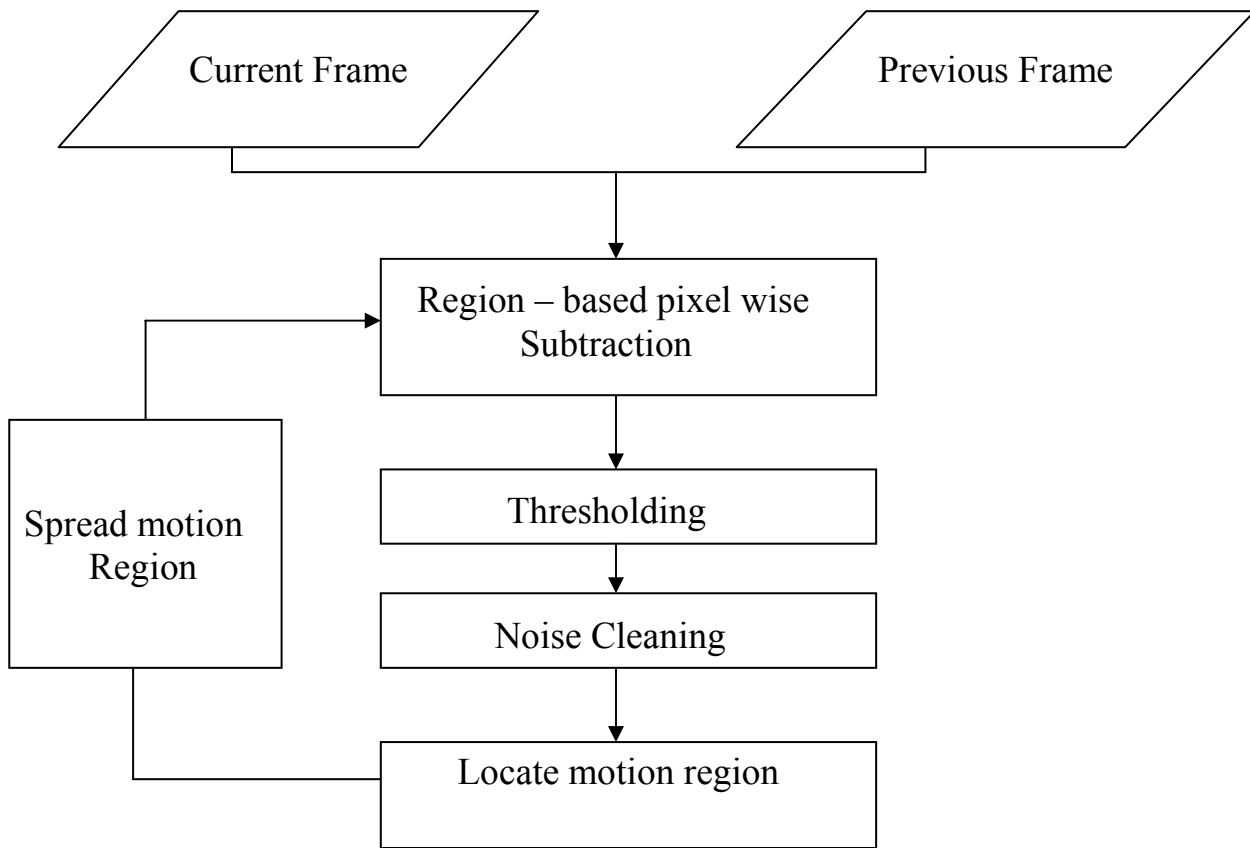 Current Frame
Previous Frame
Region – based pixel wise
Subtraction
Thresholding
Spread motion
Region
Noise Cleaning
Locate motion region